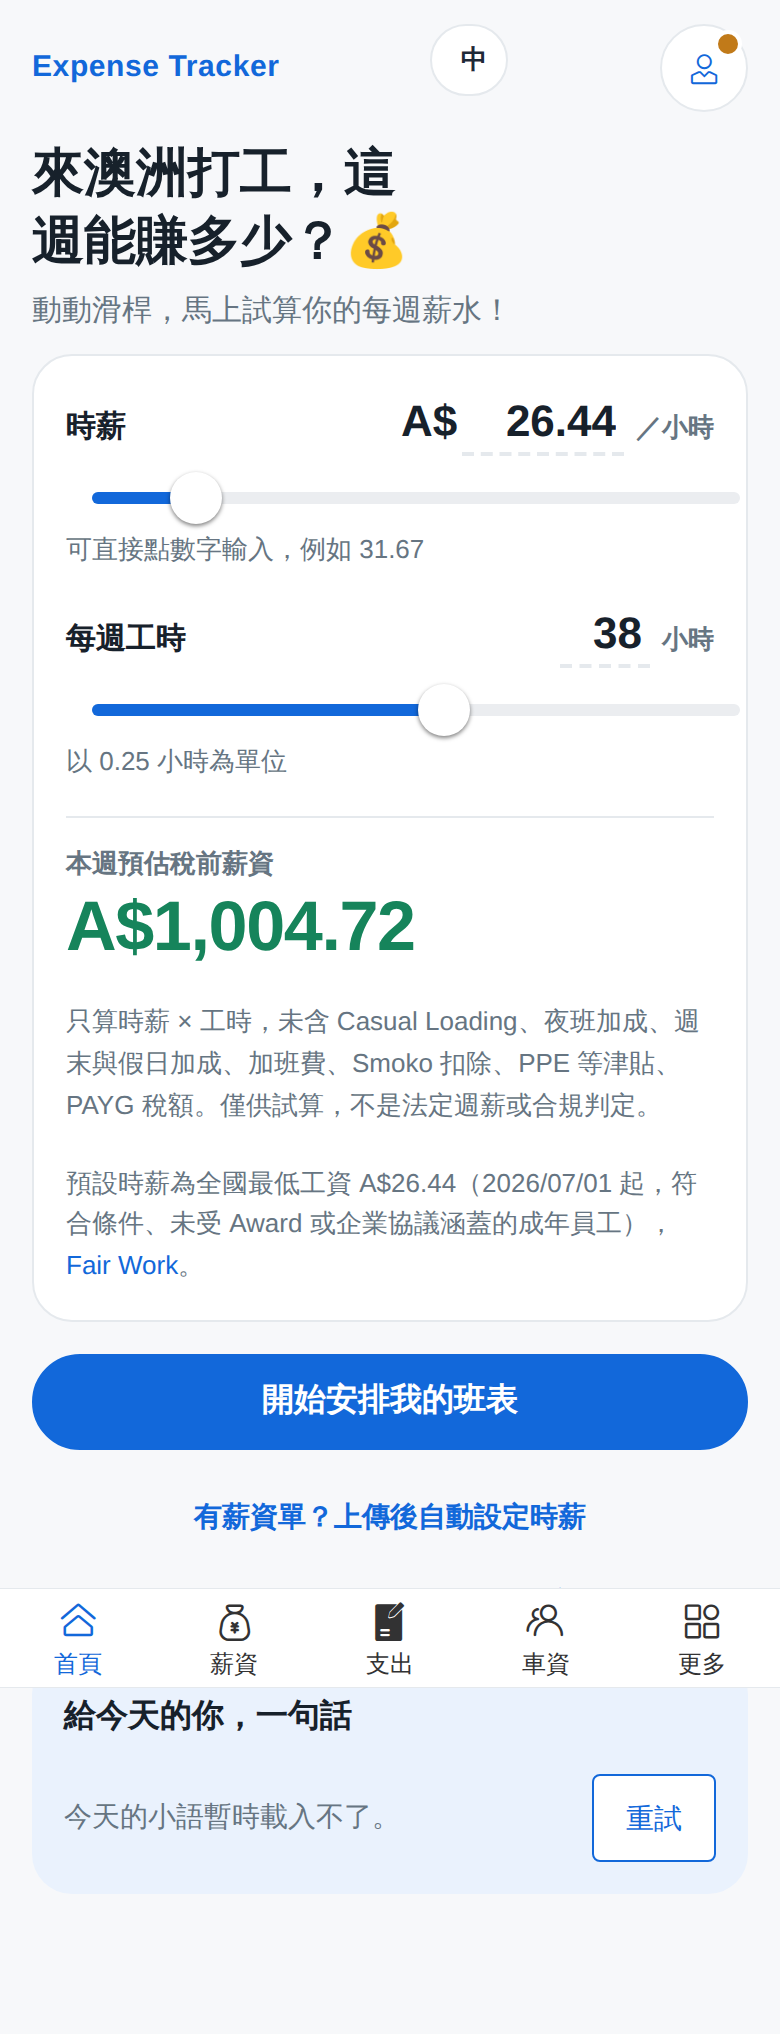 Expense Tracker
中
來澳洲打工，這
週能賺多少？💰
動動滑桿，馬上試算你的每週薪水！
時薪 A$ 26.44 ／小時
可直接點數字輸入，例如 31.67
每週工時 38 小時
以 0.25 小時為單位
本週預估稅前薪資
A$1,004.72
只算時薪 × 工時，未含 Casual Loading、夜班加成、週
末與假日加成、加班費、Smoko 扣除、PPE 等津貼、
PAYG 稅額。僅供試算，不是法定週薪或合規判定。
預設時薪為全國最低工資 A$26.44（2026/07/01 起，符
合條件、未受 Award 或企業協議涵蓋的成年員工），
Fair Work。
開始安排我的班表
有薪資單？上傳後自動設定時薪
首頁 薪資 支出 車資 更多
給今天的你，一句話
今天的小語暫時載入不了。 重試